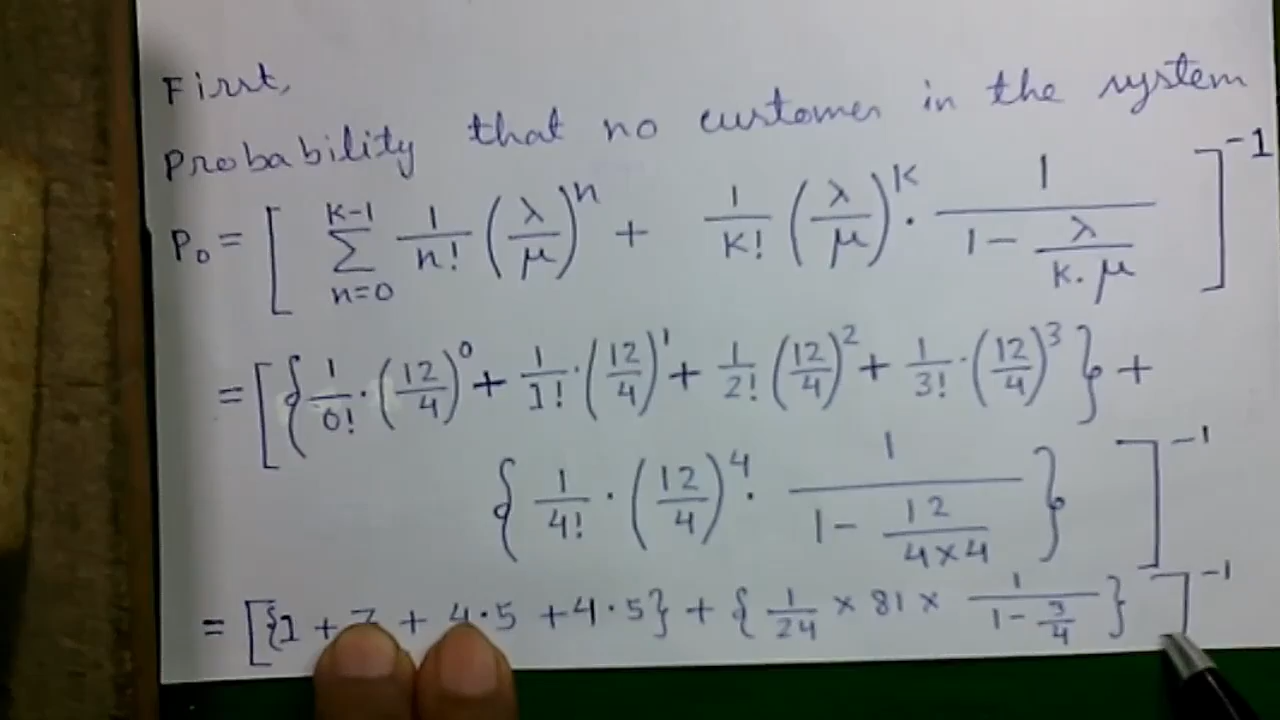 First,
Probability that no customer in the system
P₀ = [ Σ_{n=0}^{K-1} 1/n! (λ/μ)^n + 1/K! (λ/μ)^K · 1/(1 - λ/(K·μ)) ]^{-1}
= [ { 1/0! · (12/4)^0 + 1/1! · (12/4)^1 + 1/2! (12/4)^2 + 1/3! · (12/4)^3 } +
{ 1/4! · (12/4)^4 · 1/(1 - 12/(4×4)) } ]^{-1}
= [ { 1 + 3 + 4·5 + 4·5 } + { 1/24 × 81 × 1/(1 - 3/4) } ]^{-1}